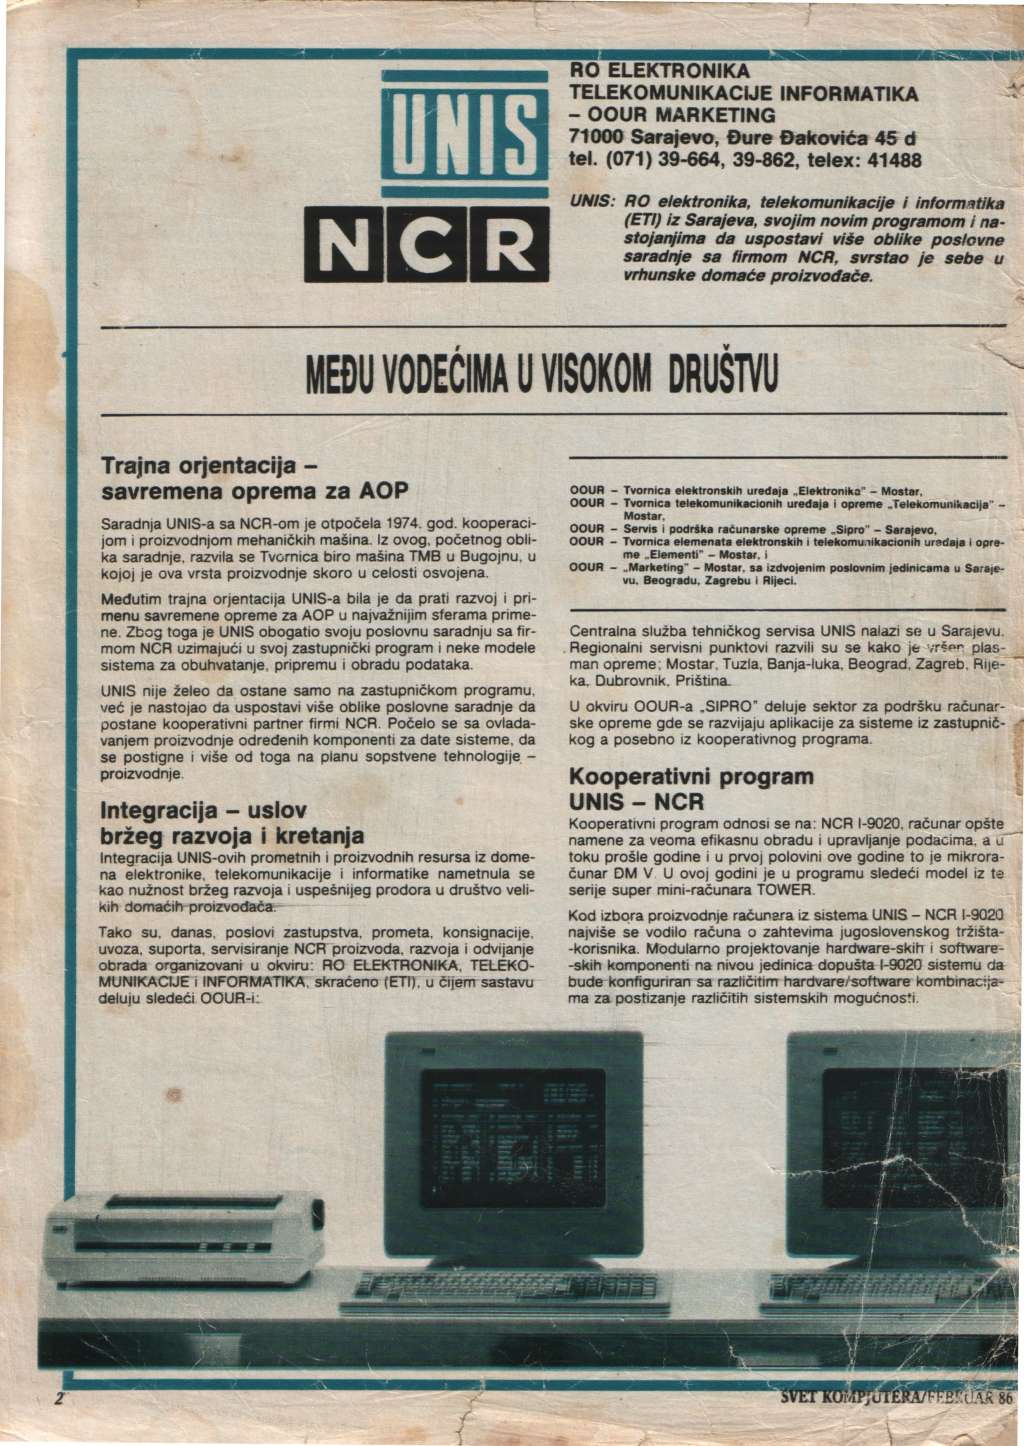 UNIS
NCR
RO ELEKTRONIKA
TELEKOMUNIKACIJE INFORMATIKA
– OOUR MARKETING
71000 Sarajevo, Đure Đakovića 45 d
tel. (071) 39-664, 39-862, telex: 41488
UNIS: RO elektronika, telekomunikacije i informatika
(ETI) iz Sarajeva, svojim novim programom i na-
stojanjima da uspostavi više oblike poslovne
saradnje sa firmom NCR, svrstao je sebe u
vrhunske domaće proizvođače.
MEĐU VODEĆIMA U VISOKOM DRUŠTVU
Trajna orjentacija –
savremena oprema za AOP
Saradnja UNIS-a sa NCR-om je otpočela 1974. god. kooperaci-
jom i proizvodnjom mehaničkih mašina. Iz ovog, početnog obli-
ka saradnje, razvila se Tvornica biro mašina TMB u Bugojnu, u
kojoj je ova vrsta proizvodnje skoro u celosti osvojena.
Međutim trajna orjentacija UNIS-a bila je da prati razvoj i pri-
menu savremene opreme za AOP u najvažnijim sferama prime-
ne. Zbog toga je UNIS obogatio svoju poslovnu saradnju sa fir-
mom NCR uzimajući u svoj zastupnički program i neke modele
sistema za obuhvatanje, pripremu i obradu podataka.
UNIS nije želeo da ostane samo na zastupničkom programu,
već je nastojao da uspostavi više oblike poslovne saradnje da
postane kooperativni partner firmi NCR. Počelo se sa ovlada-
vanjem proizvodnje određenih komponenti za date sisteme, da
se postigne i više od toga na planu sopstvene tehnologije –
proizvodnje.
Integracija – uslov
bržeg razvoja i kretanja
Integracija UNIS-ovih prometnih i proizvodnih resursa iz dome-
na elektronike, telekomunikacije i informatike nametnula se
kao nužnost bržeg razvoja i uspešnijeg prodora u društvo veli-
kih domaćih proizvođača.
Tako su, danas, poslovi zastupstva, prometa, konsignacije,
uvoza, suporta, servisiranje NCR proizvoda, razvoja i odvijanje
obrada organizovani u okviru: RO ELEKTRONIKA, TELEKO-
MUNIKACIJE i INFORMATIKA, skraćeno (ETI), u čijem sastavu
deluju sledeći OOUR-i:
OOUR – Tvornica elektronskih uređaja „Elektronika" – Mostar,
OOUR – Tvornica telekomunikacionih uređaja i opreme „Telekomunikacija" –
Mostar,
OOUR – Servis i podrška računarske opreme „Sipro" – Sarajevo,
OOUR – Tvornica elemenata elektronskih i telekomunikacionih uređaja i opre-
me „Elementi" – Mostar, i
OOUR – „Marketing" – Mostar, sa izdvojenim poslovnim jedinicama u Saraje-
vu, Beogradu, Zagrebu i Rijeci.
Centralna služba tehničkog servisa UNIS nalazi se u Sarajevu.
Regionalni servisni punktovi razvili su se kako je vršen plas-
man opreme; Mostar, Tuzla, Banja-luka, Beograd, Zagreb, Rije-
ka, Dubrovnik, Priština.
U okviru OOUR-a „SIPRO" deluje sektor za podršku računar-
ske opreme gde se razvijaju aplikacije za sisteme iz zastupnič-
kog a posebno iz kooperativnog programa.
Kooperativni program
UNIS – NCR
Kooperativni program odnosi se na: NCR I-9020, računar opšte
namene za veoma efikasnu obradu i upravljanje podacima, a u
toku prošle godine i u prvoj polovini ove godine to je mikrora-
čunar DM V. U ovoj godini je u programu sledeći model iz te
serije super mini-računara TOWER.
Kod izbora proizvodnje računara iz sistema UNIS – NCR I-9020
najviše se vodilo računa o zahtevima jugoslovenskog tržišta-
-korisnika. Modularno projektovanje hardware-skih i software-
-skih komponenti na nivou jedinica dopušta I-9020 sistemu da
bude konfiguriran sa različitim hardvare/software kombinacija-
ma za postizanje različitih sistemskih mogućnosti.
2
SVET KOMPJUTERA/FEBRUAR 86